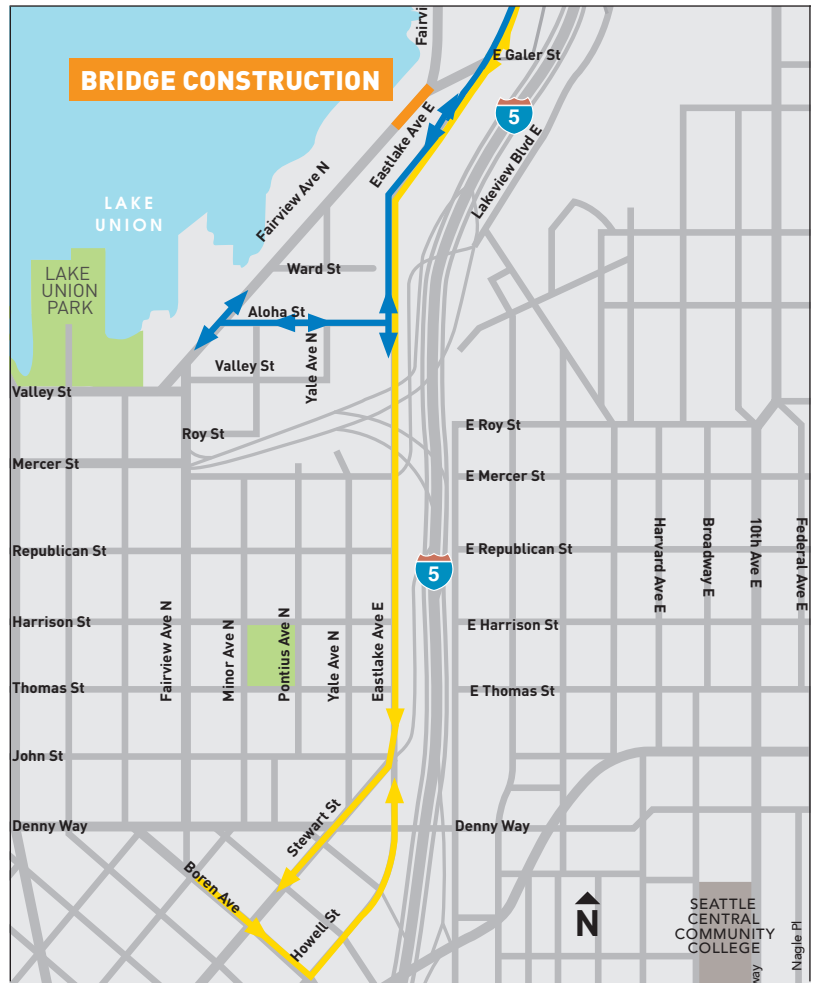 Fairvi
E Galer St
BRIDGE CONSTRUCTION
5
Eastlake Ave E
Lakeview Blvd E
LAKE
UNION
Fairview Ave N
LAKE
UNION
PARK
Ward St
Aloha St
Yale Ave N
Valley St
Valley St
Roy St
E Roy St
Mercer St
E Mercer St
Republican St
E Republican St
5
Harvard Ave E
Broadway E
10th Ave E
Federal Ave E
Harrison St
E Harrison St
Fairview Ave N
Minor Ave N
Pontius Ave N
Yale Ave N
Eastlake Ave E
Thomas St
E Thomas St
John St
Denny Way
Denny Way
Stewart St
Boren Ave
Howell St
N
SEATTLE
CENTRAL
COMMUNITY
COLLEGE
way
Nagle Pl